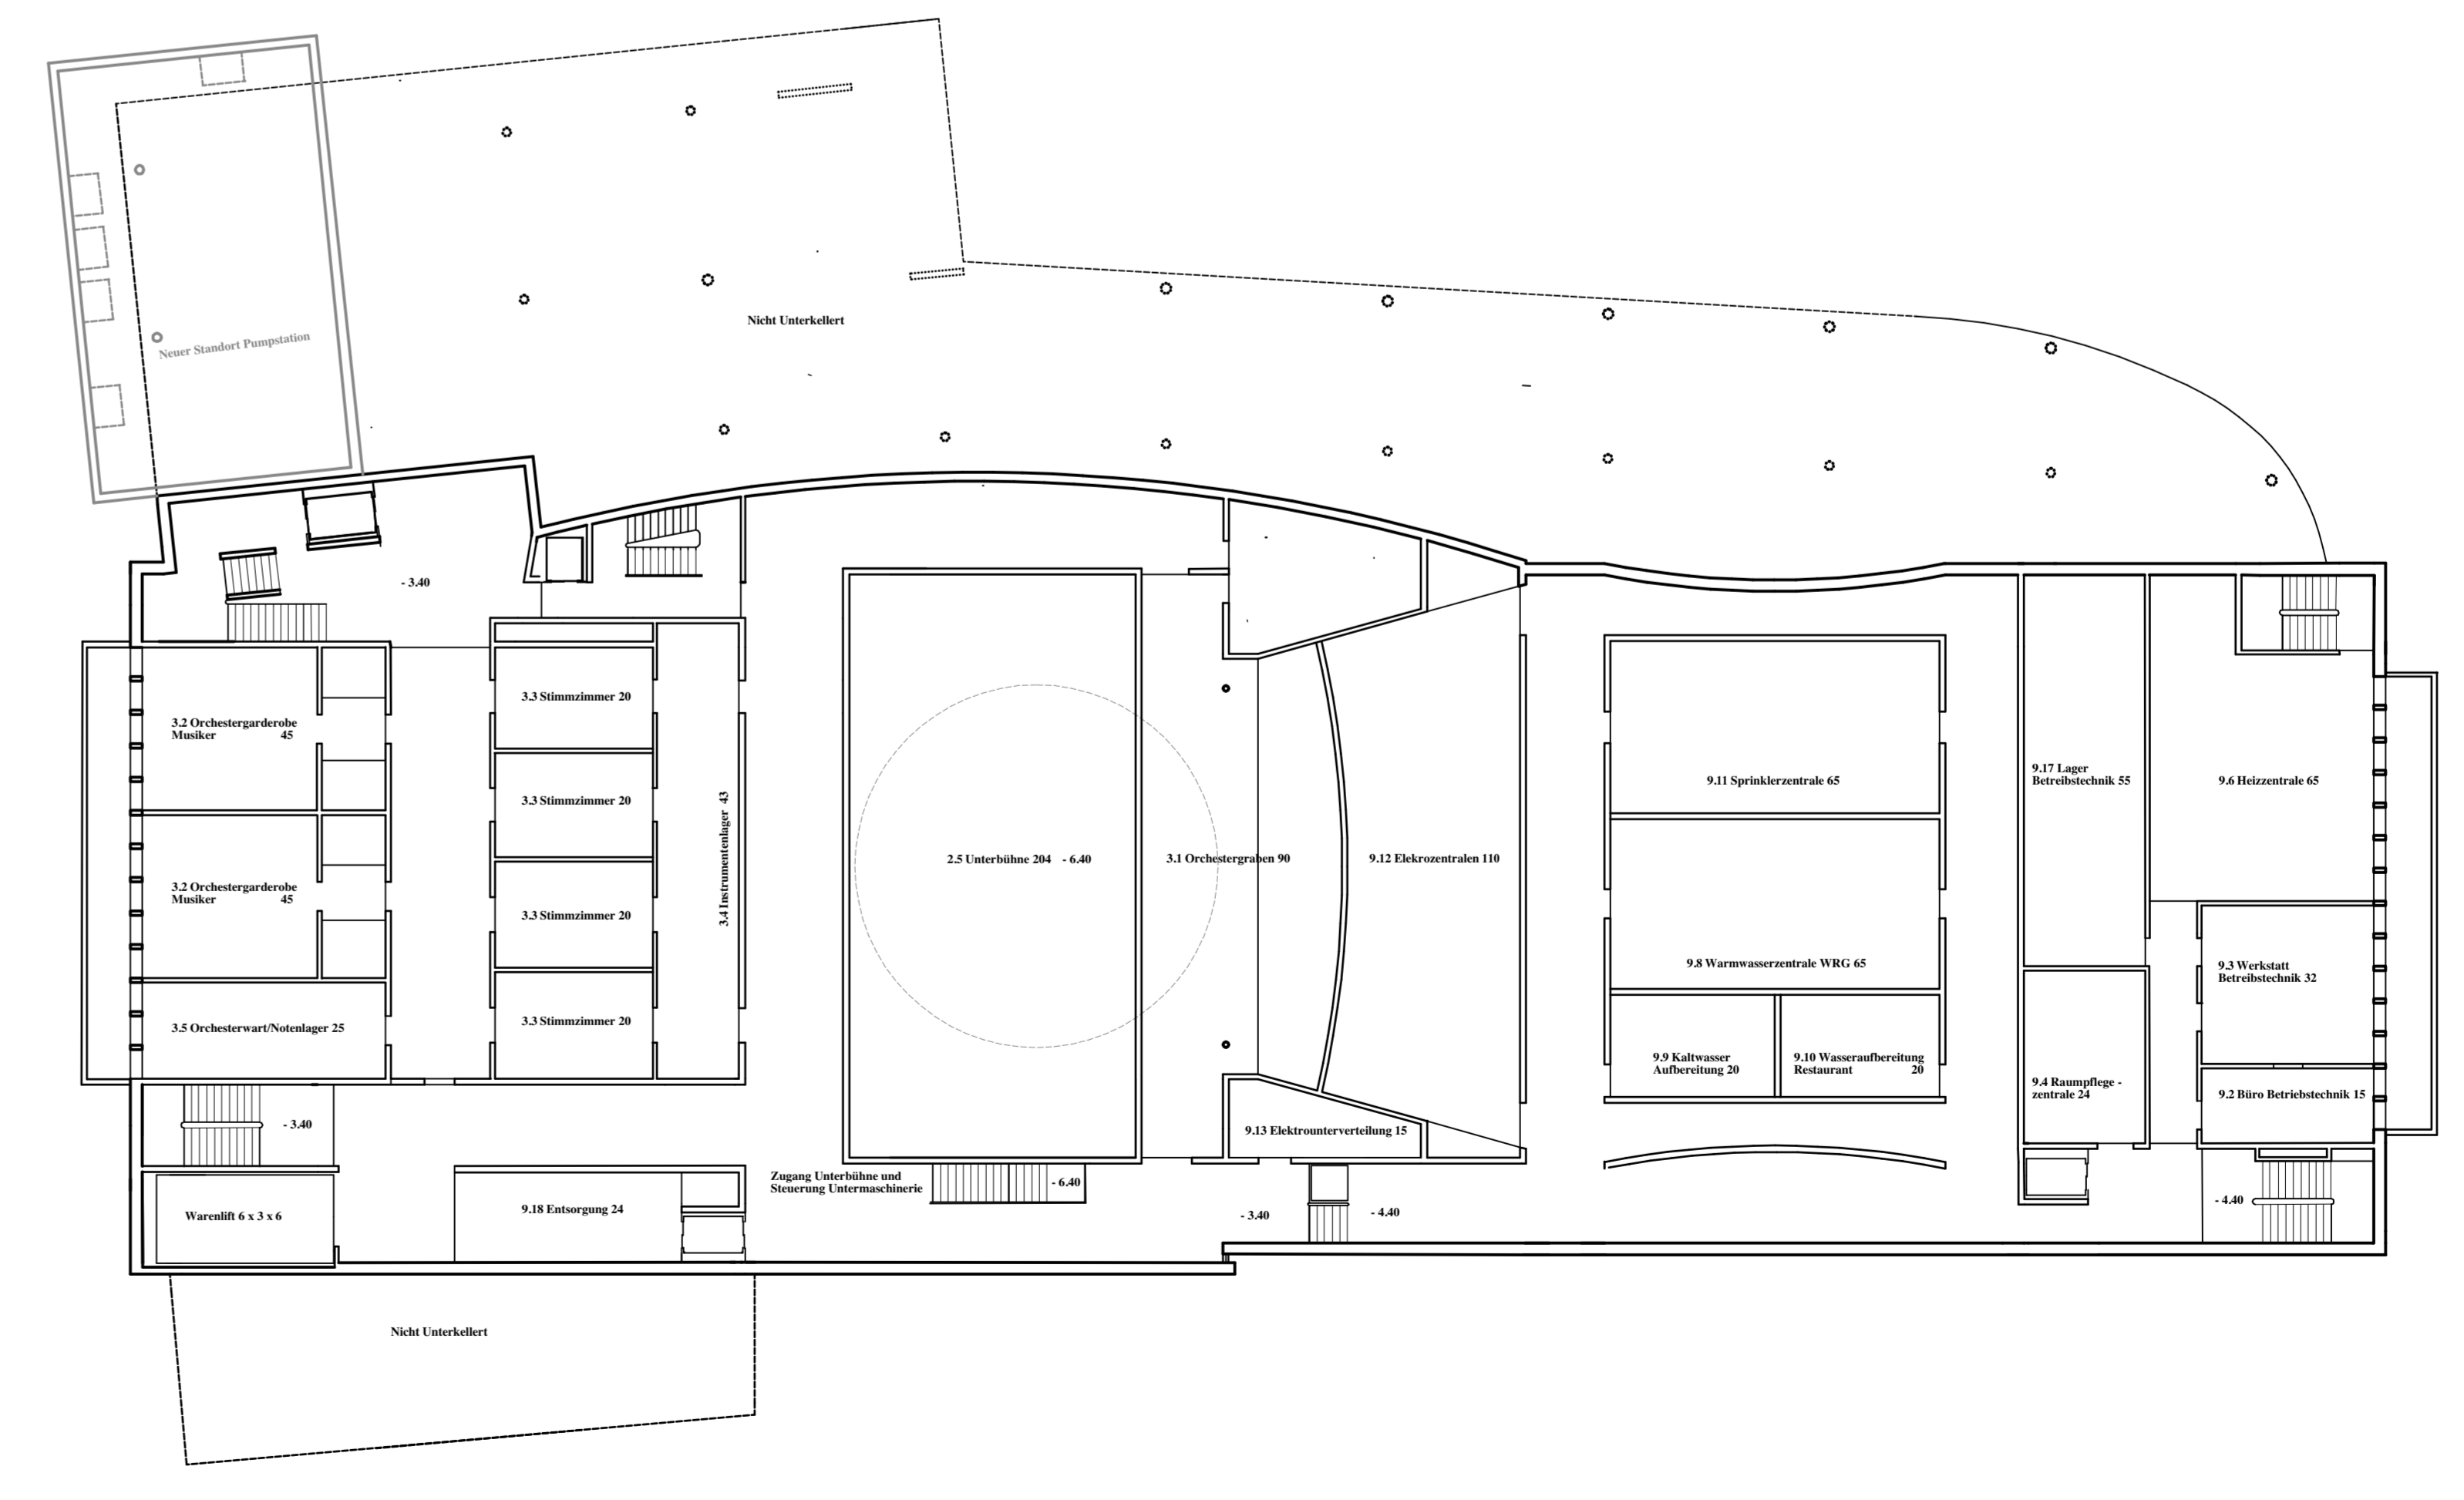 Nicht Unterkellert
Neuer Standort Pumpstation
- 3.40
3.2 Orchestergarderobe
Musiker 45
3.2 Orchestergarderobe
Musiker 45
3.5 Orchesterwart/Notenlager 25
3.3 Stimmzimmer 20
3.3 Stimmzimmer 20
3.3 Stimmzimmer 20
3.3 Stimmzimmer 20
3.4 Instrumentenlager 43
2.5 Unterbühne 204 - 6.40
3.1 Orchestergraben 90
9.12 Elekrozentralen 110
9.11 Sprinklerzentrale 65
9.8 Warmwasserzentrale WRG 65
9.9 Kaltwasser
Aufbereitung 20
9.10 Wasseraufbereitung
Restaurant 20
9.17 Lager
Betreibstechnik 55
9.6 Heizzentrale 65
9.3 Werkstatt
Betreibstechnik 32
9.4 Raumpflege -
zentrale 24
9.2 Büro Betriebstechnik 15
- 3.40
9.13 Elektrounterverteilung 15
Zugang Unterbühne und
Steuerung Untermaschinerie
- 6.40
Warenlift 6 x 3 x 6
9.18 Entsorgung 24
- 3.40
- 4.40
- 4.40
Nicht Unterkellert